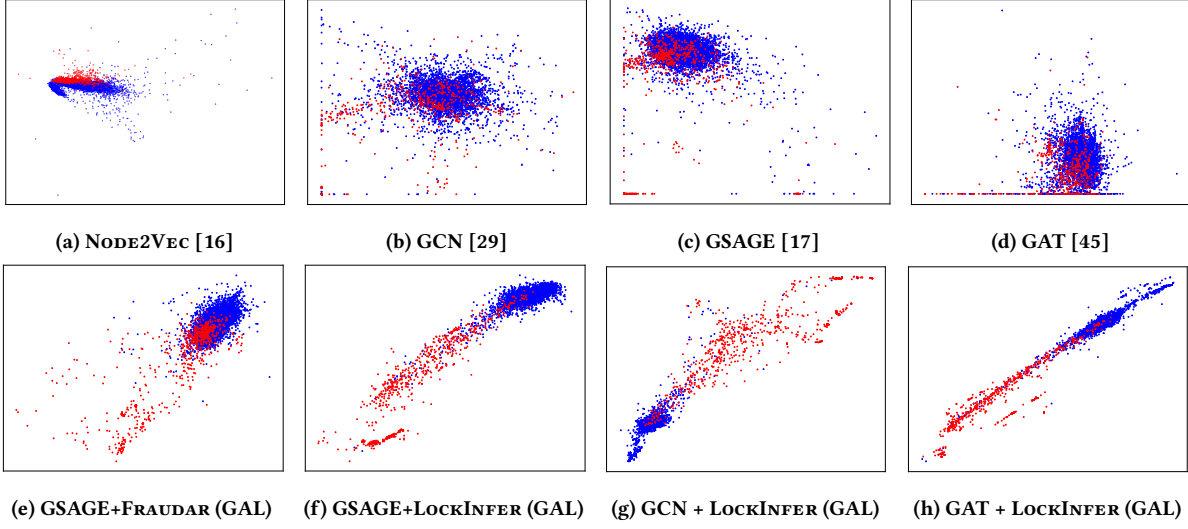 (a) NODE2VEC [16]
(b) GCN [29]
(c) GSAGE [17]
(d) GAT [45]
(e) GSAGE+FRAUDAR (GAL)
(f) GSAGE+LOCKINFER (GAL)
(g) GCN + LOCKINFER (GAL)
(h) GAT + LOCKINFER (GAL)